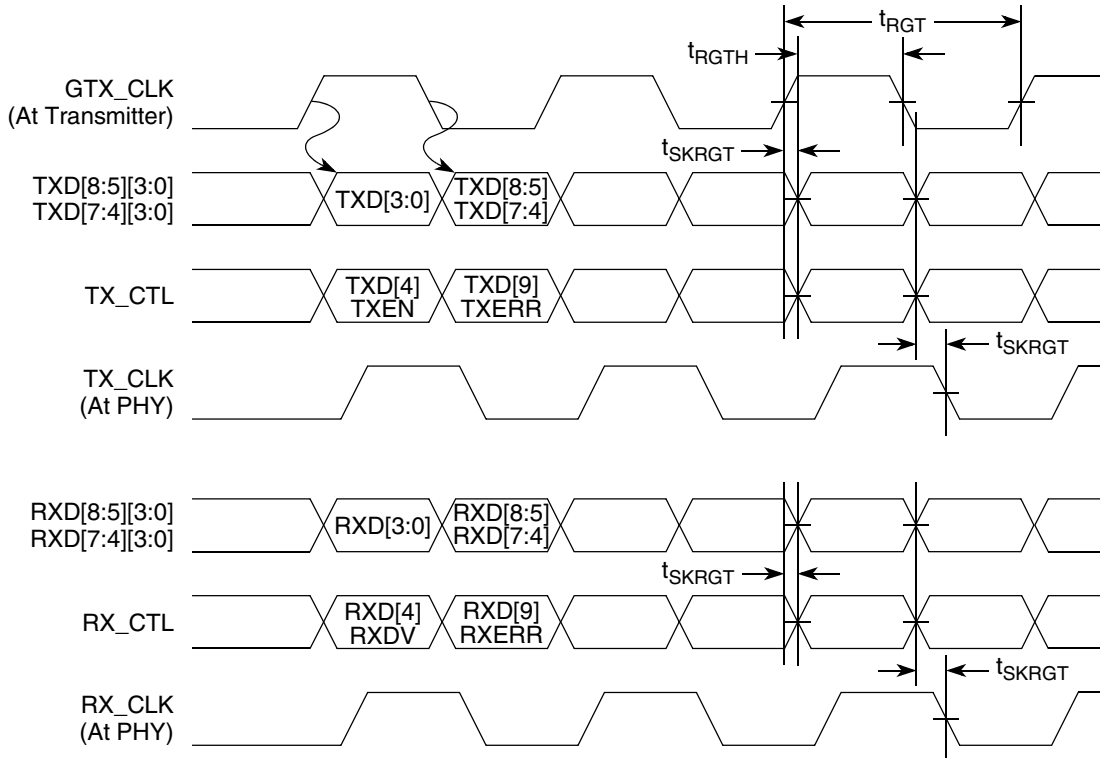 tRGT
tRGTH
GTX_CLK
(At Transmitter)
tSKRGT
TXD[8:5][3:0]
TXD[7:4][3:0]
TXD[3:0]
TXD[8:5]
TXD[7:4]
TX_CTL
TXD[4]
TXEN
TXD[9]
TXERR
tSKRGT
TX_CLK
(At PHY)
RXD[8:5][3:0]
RXD[7:4][3:0]
RXD[3:0]
RXD[8:5]
RXD[7:4]
tSKRGT
RX_CTL
RXD[4]
RXDV
RXD[9]
RXERR
tSKRGT
RX_CLK
(At PHY)